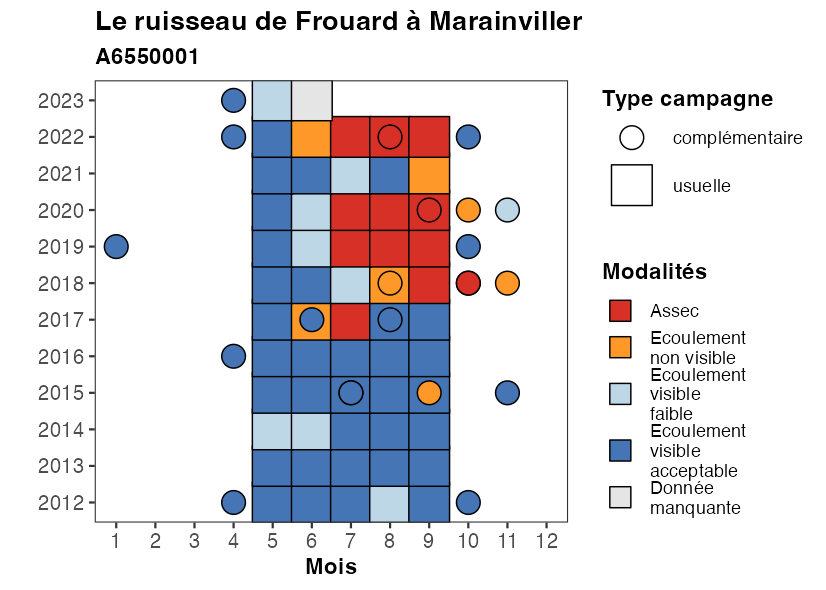 Le ruisseau de Frouard à Marainviller
A6550001
2023
2022
2021
2020
2019
2018
2017
2016
2015
2014
2013
2012
1 2 3 4 5 6 7 8 9 10 11 12
Mois
Type campagne
complémentaire
usuelle
Modalités
Assec
Ecoulement
non visible
Ecoulement
visible
faible
Ecoulement
visible
acceptable
Donnée
manquante